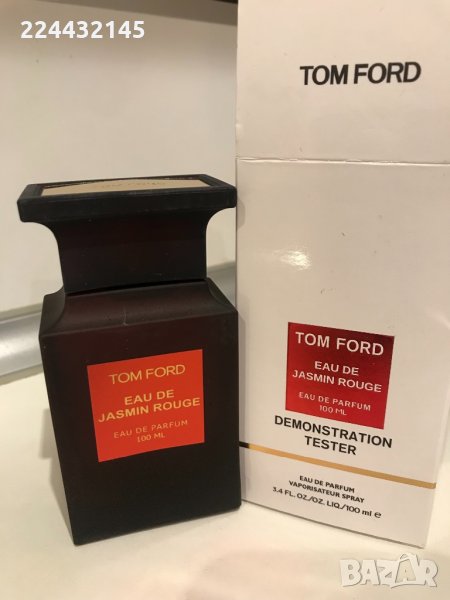 224432145
TOM FORD
TOM FORD
EAU DE
JASMIN ROUGE
EAU DE PARFUM
100 ML
TOM FORD
EAU DE
JASMIN ROUGE
EAU DE PARFUM
100 ML
DEMONSTRATION
TESTER
EAU DE PARFUM
VAPORISATEUR SPRAY
3.4 FL. OZ./OZ. LIQ./100 ml e
BAZAR